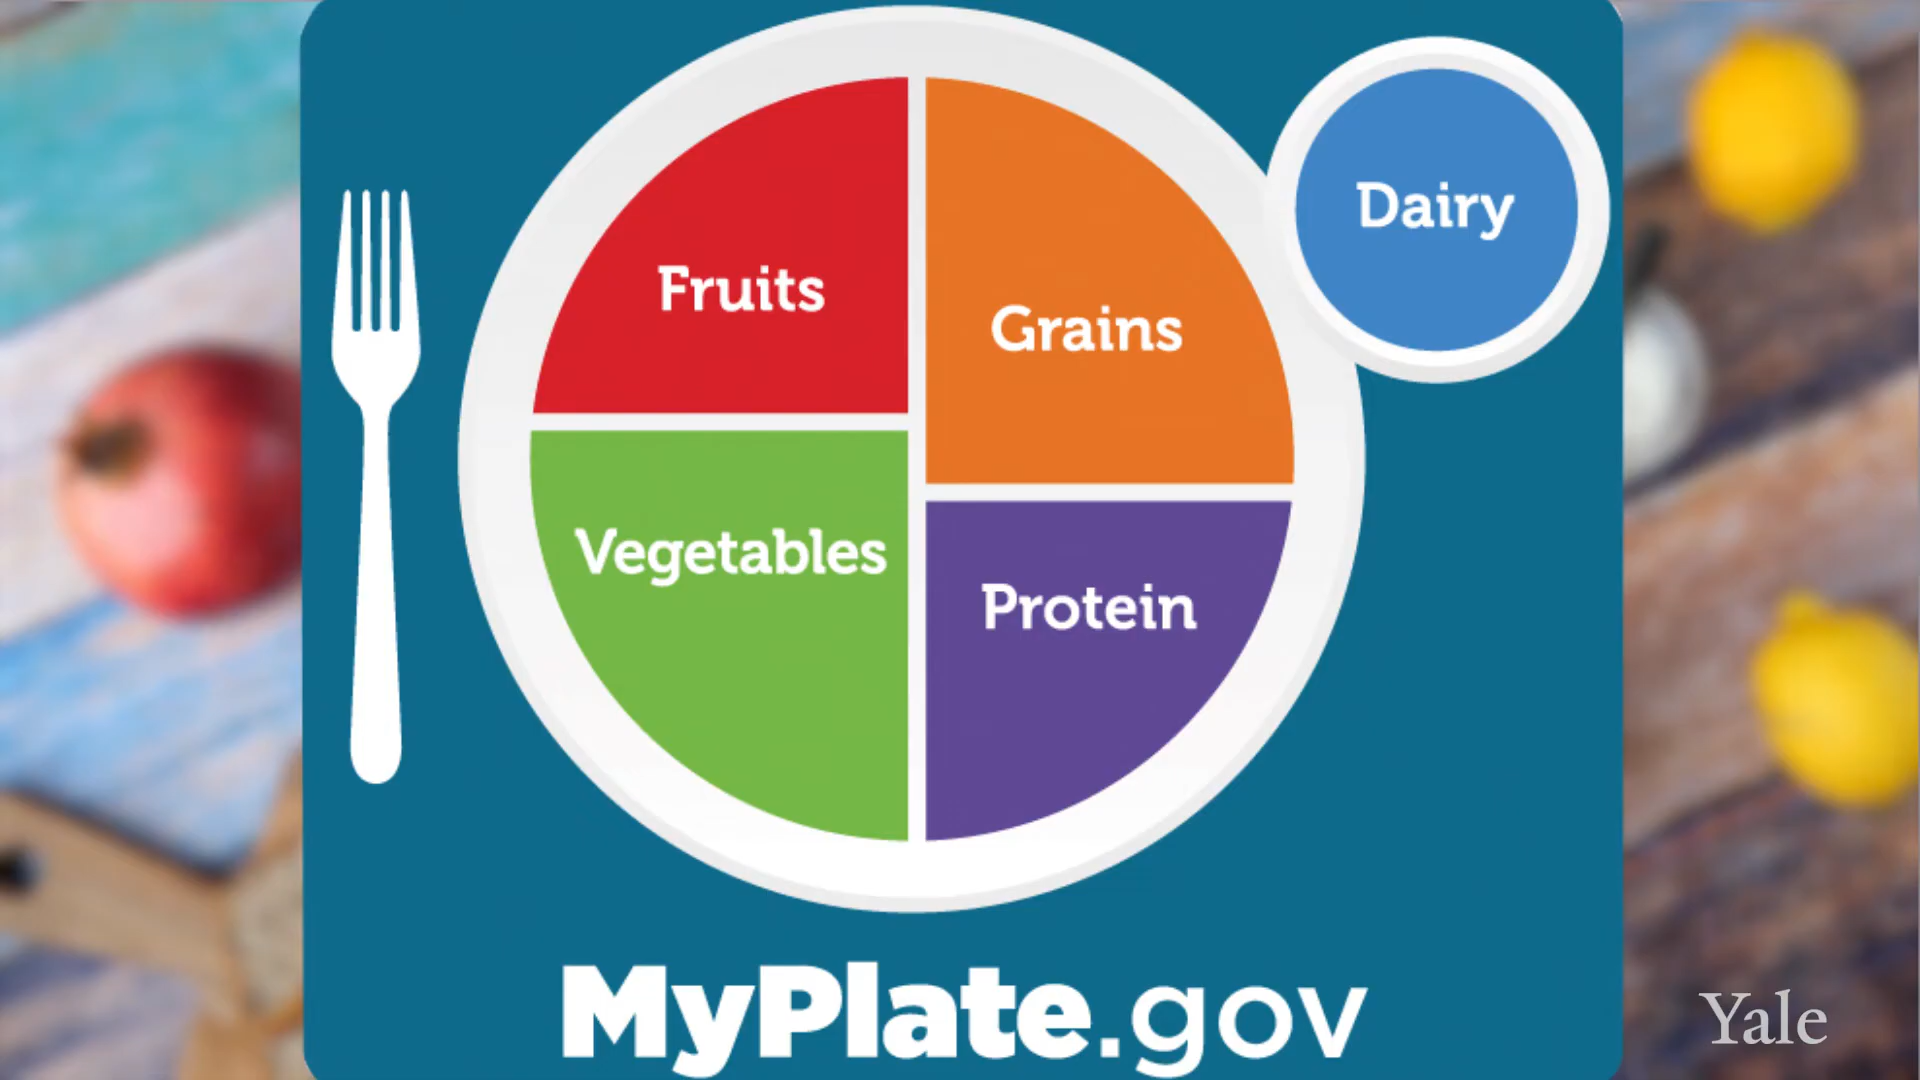 Fruits
Grains
Dairy
Vegetables
Protein
MyPlate.gov
Yale